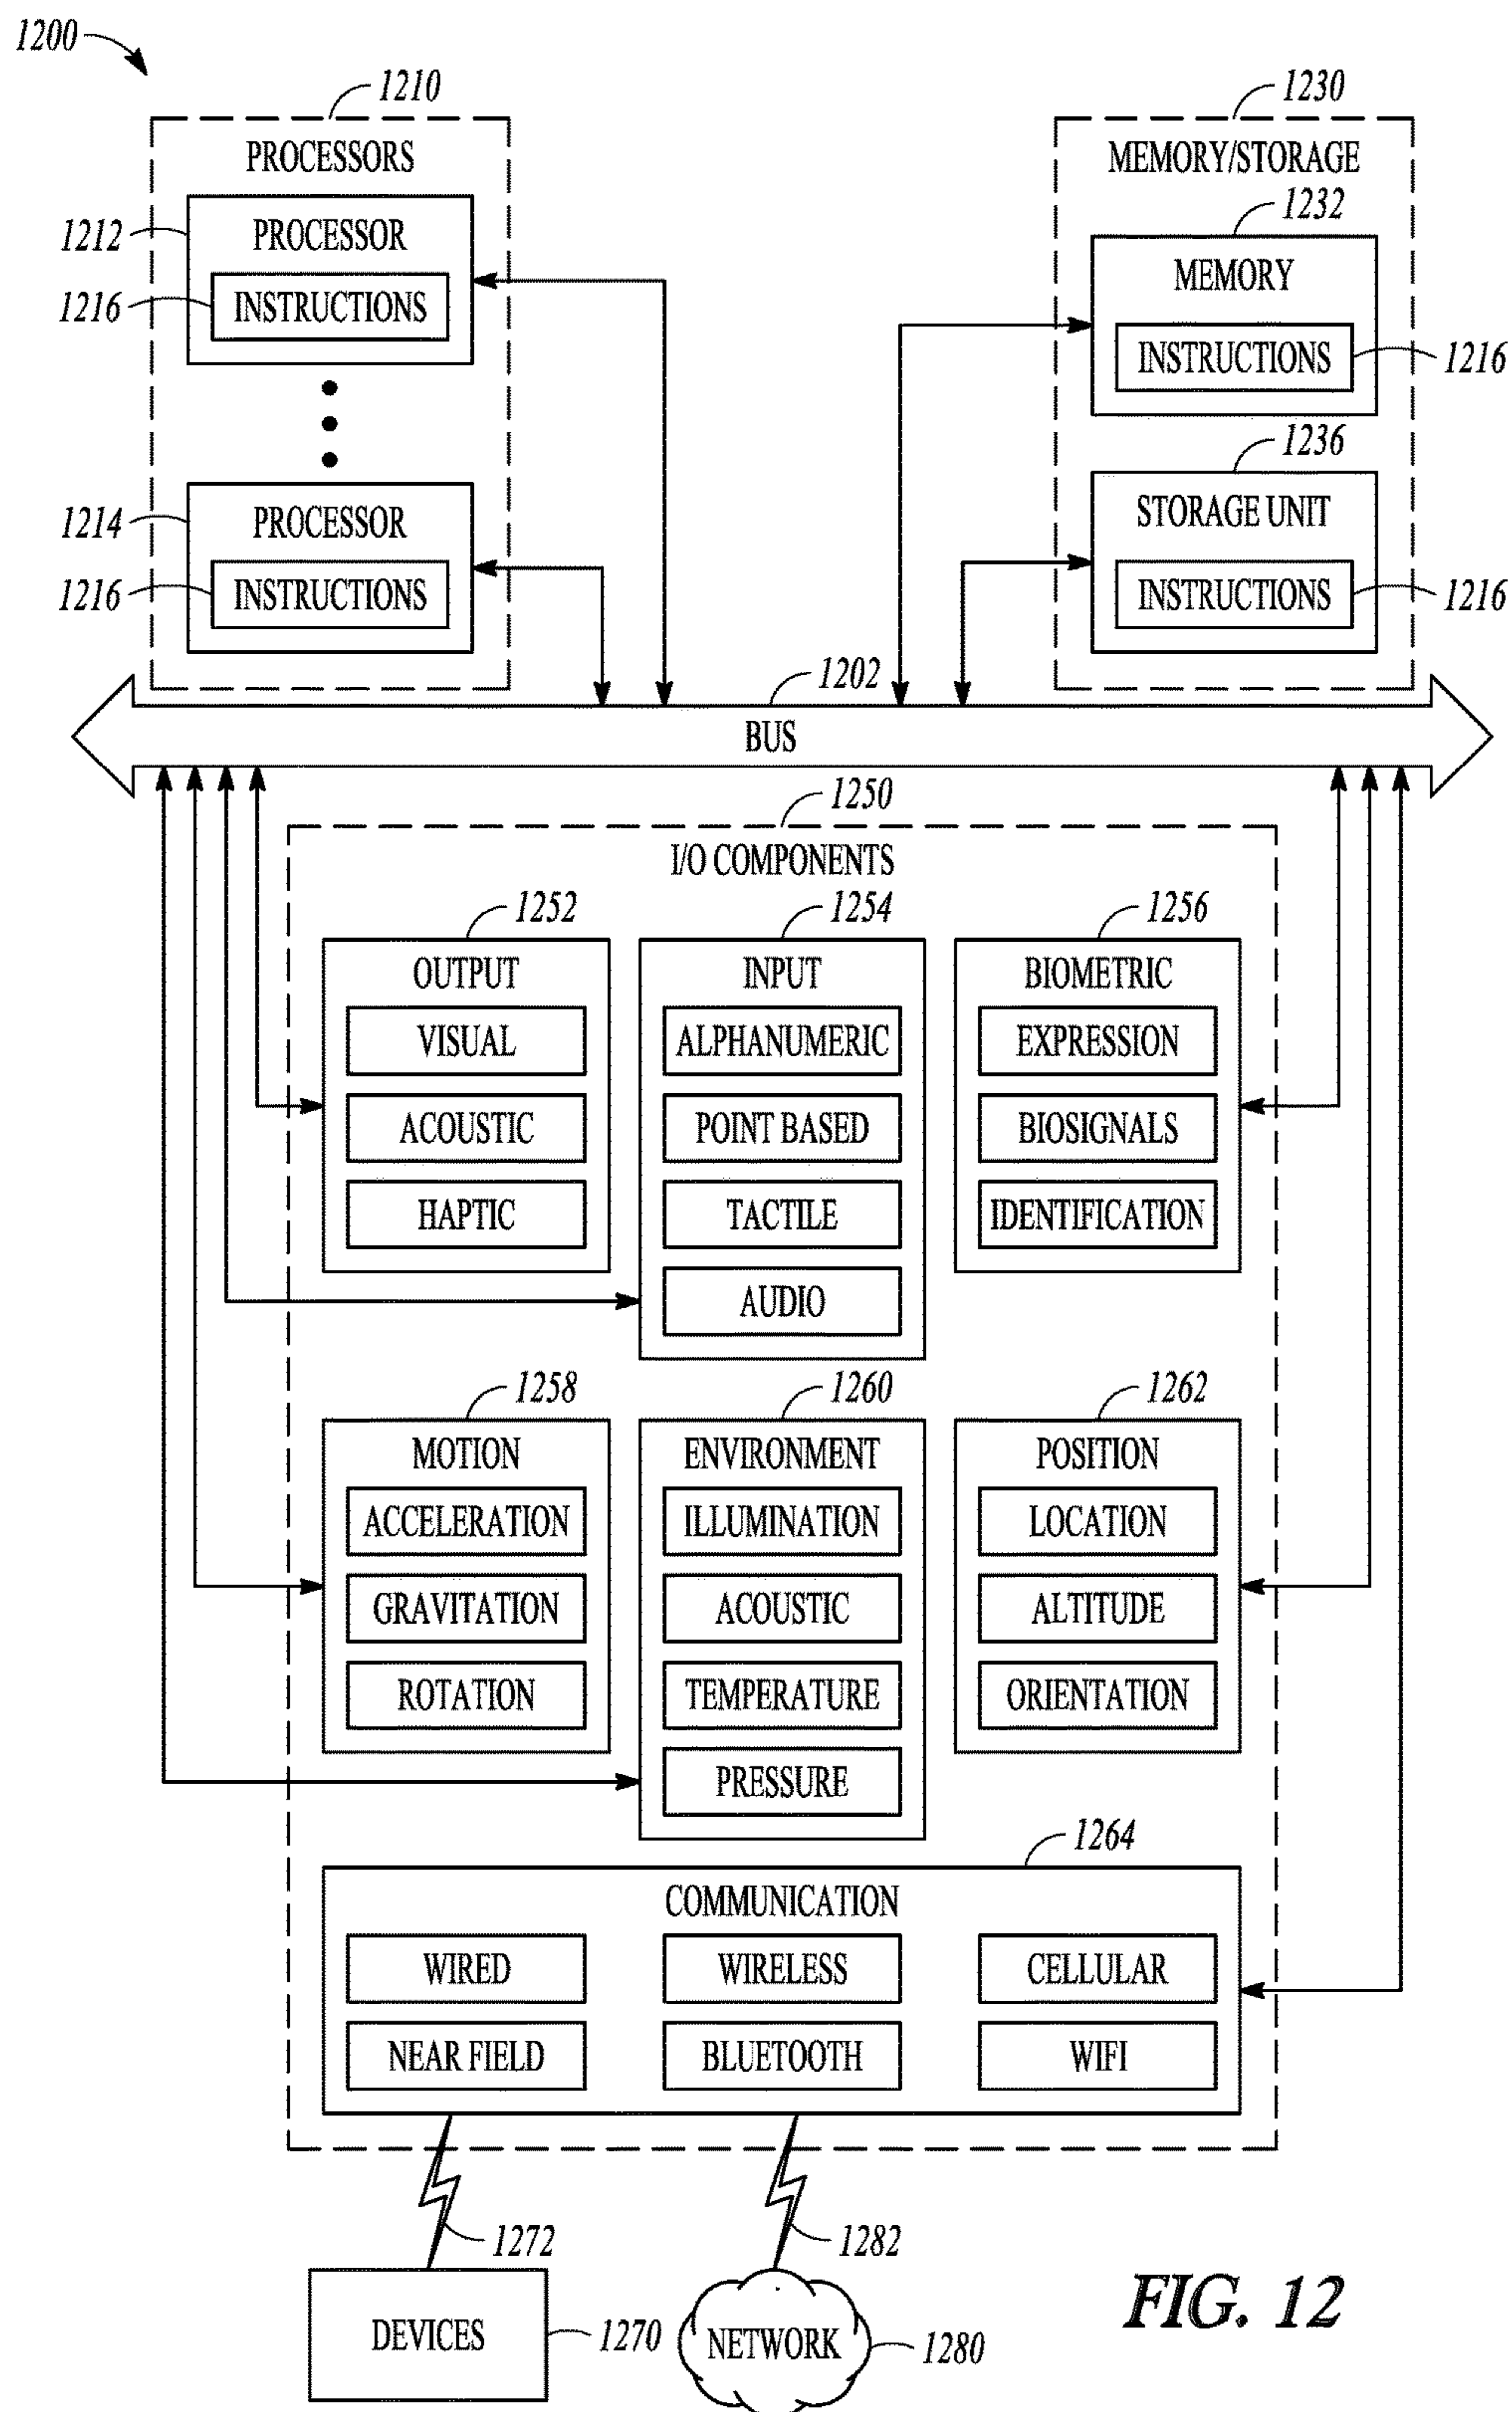 1200
1210
1230
PROCESSORS
MEMORY/STORAGE
1232
1212
PROCESSOR
MEMORY
1216
INSTRUCTIONS
INSTRUCTIONS
1216
1236
1214
PROCESSOR
STORAGE UNIT
1216
INSTRUCTIONS
INSTRUCTIONS
1216
1202
BUS
1250
I/O COMPONENTS
1252
1254
1256
OUTPUT
INPUT
BIOMETRIC
VISUAL
ALPHANUMERIC
EXPRESSION
ACOUSTIC
POINT BASED
BIOSIGNALS
HAPTIC
TACTILE
IDENTIFICATION
AUDIO
1258
1260
1262
MOTION
ENVIRONMENT
POSITION
ACCELERATION
ILLUMINATION
LOCATION
GRAVITATION
ACOUSTIC
ALTITUDE
ROTATION
TEMPERATURE
ORIENTATION
PRESSURE
1264
COMMUNICATION
WIRED
WIRELESS
CELLULAR
NEAR FIELD
BLUETOOTH
WIFI
1272
1282
DEVICES
1270
NETWORK
1280
FIG. 12